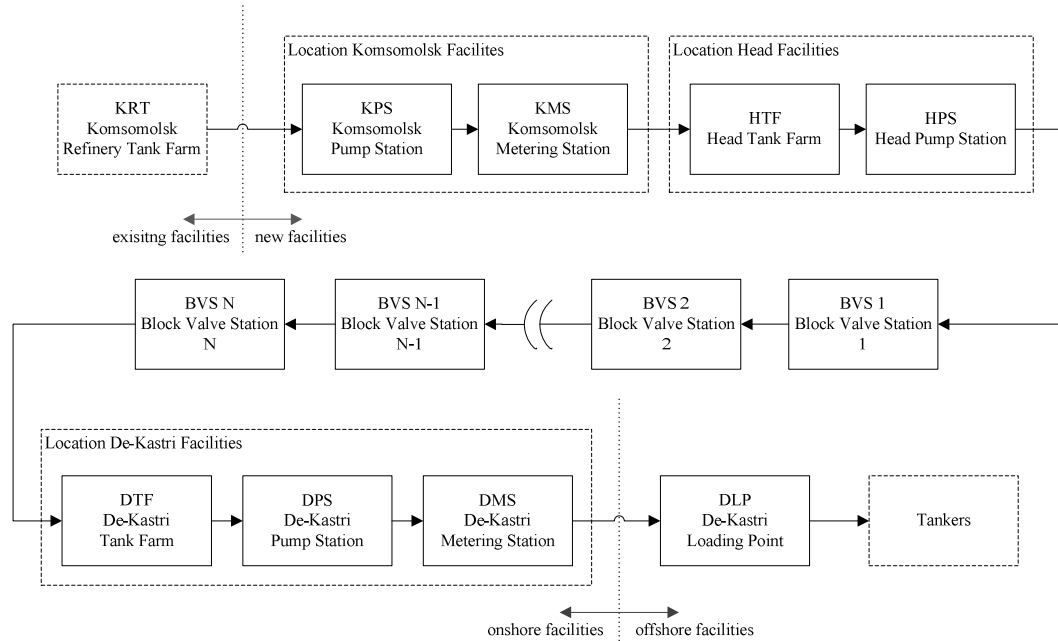 Location Komsomolsk Facilites
Location Head Facilities
KRT
Komsomolsk
Refinery Tank Farm
KPS
Komsomolsk
Pump Station
KMS
Komsomolsk
Metering Station
HTF
Head Tank Farm
HPS
Head Pump Station
exisitng facilities
new facilities
BVS N
Block Valve Station
N
BVS N-1
Block Valve Station
N-1
BVS 2
Block Valve Station
2
BVS 1
Block Valve Station
1
Location De-Kastri Facilities
DTF
De-Kastri
Tank Farm
DPS
De-Kastri
Pump Station
DMS
De-Kastri
Metering Station
DLP
De-Kastri
Loading Point
Tankers
onshore facilities
offshore facilities